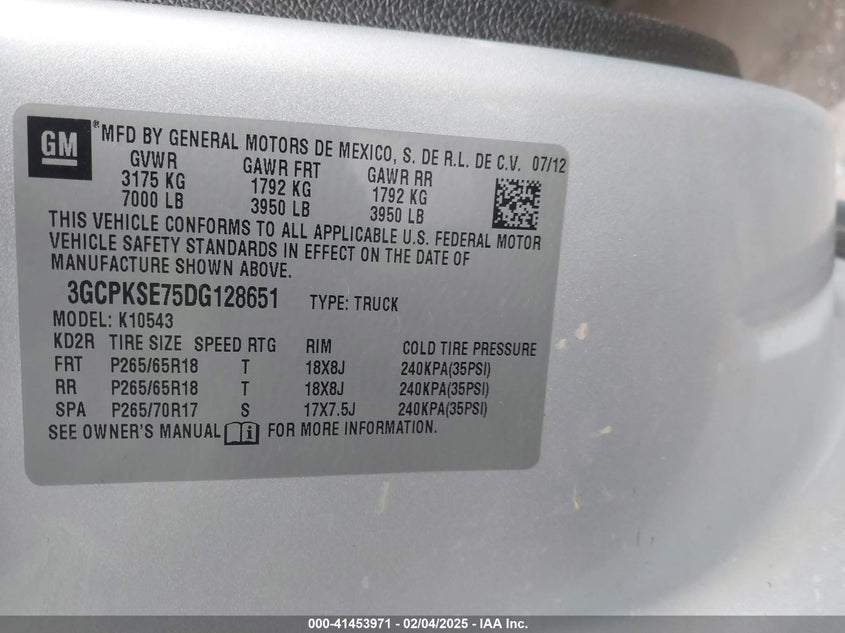 GM
®MFD BY GENERAL MOTORS DE MEXICO, S. DE R.L. DE C.V. 07/12
GVWR GAWR FRT GAWR RR
3175 KG 1792 KG 1792 KG
7000 LB 3950 LB 3950 LB
THIS VEHICLE CONFORMS TO ALL APPLICABLE U.S. FEDERAL MOTOR
VEHICLE SAFETY STANDARDS IN EFFECT ON THE DATE OF
MANUFACTURE SHOWN ABOVE.
3GCPKSE75DG128651 TYPE: TRUCK
MODEL: K10543
KD2R TIRE SIZE SPEED RTG RIM COLD TIRE PRESSURE
FRT P265/65R18 T 18X8J 240KPA(35PSI)
RR P265/65R18 T 18X8J 240KPA(35PSI)
SPA P265/70R17 S 17X7.5J 240KPA(35PSI)
SEE OWNER'S MANUAL FOR MORE INFORMATION.
000-41453971 - 02/04/2025 - IAA Inc.